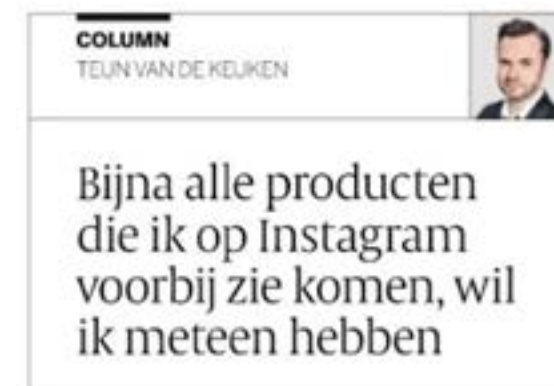 COLUMN
TEUN VAN DE KEUKEN
Bijna alle producten
die ik op Instagram
voorbij zie komen, wil
ik meteen hebben